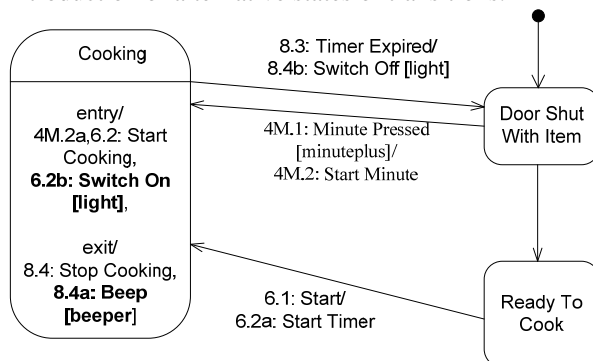 Cooking
entry/
4M.2a,6.2: Start
Cooking,
6.2b: Switch On
[light],
exit/
8.4: Stop Cooking,
8.4a: Beep
[beeper]
8.3: Timer Expired/
8.4b: Switch Off [light]
4M.1: Minute Pressed
[minuteplus]/
4M.2: Start Minute
6.1: Start/
6.2a: Start Timer
Door Shut
With Item
Ready To
Cook